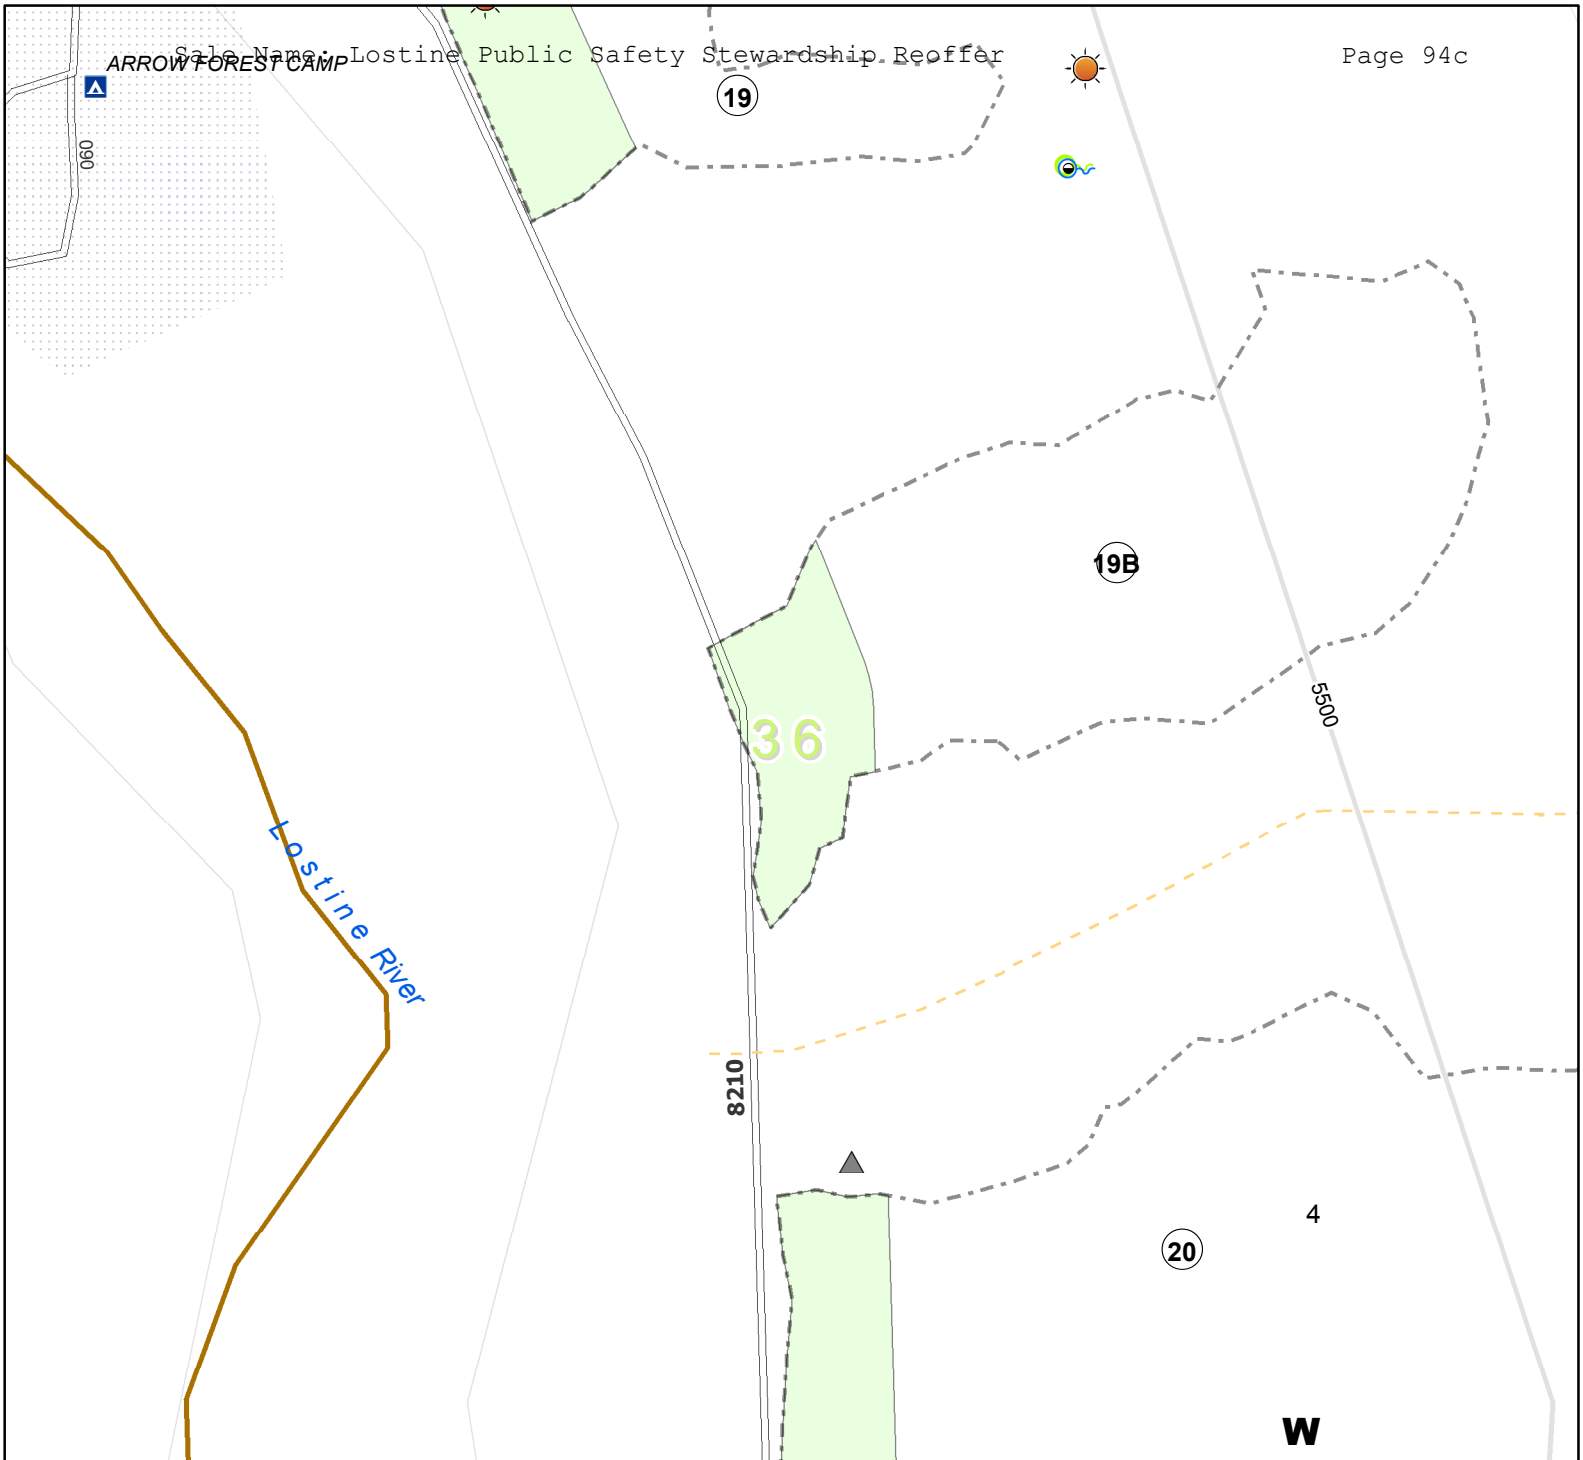 Sale Name: Lostine Public Safety Stewardship Reoffer
Page 94c
ARROW FOREST CAMP
19
060
19B
5500
36
Lostine River
8210
4
20
W